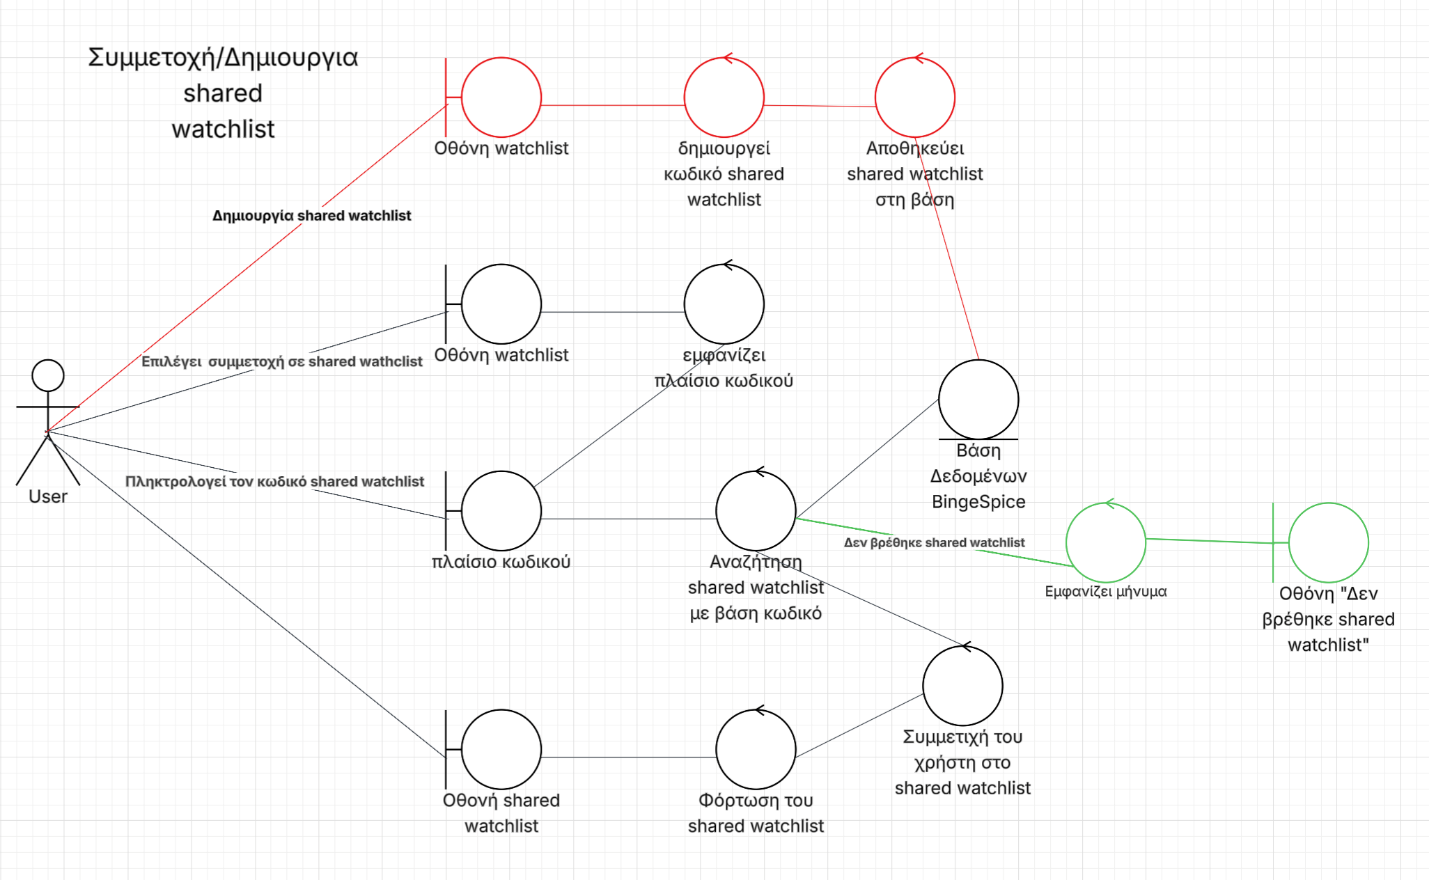 Συμμετοχή/Δημιουργια
shared
watchlist
Οθόνη watchlist
δημιουργεί
κωδικό shared
watchlist
Αποθηκεύει
shared watchlist
στη βάση
Δημιουργία shared watchlist
Επιλέγει συμμετοχή σε shared wathclist
Οθόνη watchlist
εμφανίζει
πλαίσιο κωδικού
User
Πληκτρολογεί τον κωδικό shared watchlist
πλαίσιο κωδικού
Αναζήτηση
shared watchlist
με βάση κωδικό
Βάση
Δεδομένων
BingeSpice
Δεν βρέθηκε shared watchlist
Εμφανίζει μήνυμα
Οθόνη "Δεν
βρέθηκε shared
watchlist"
Συμμετιχή του
χρήστη στο
shared watchlist
Οθονή shared
watchlist
Φόρτωση του
shared watchlist